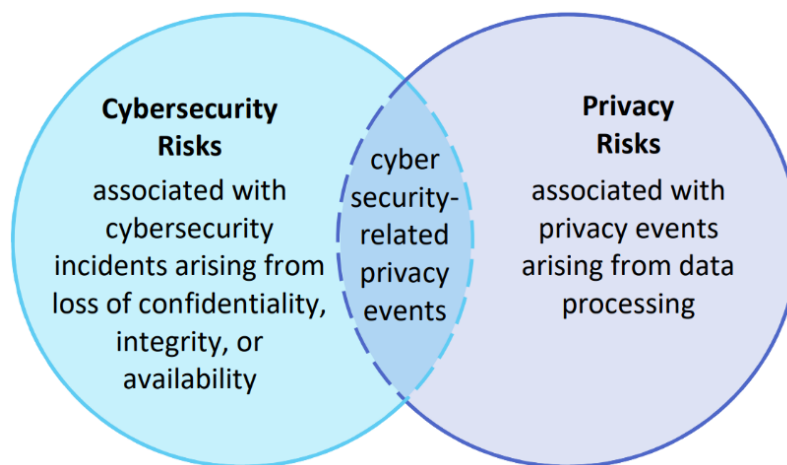 Cybersecurity
Risks
associated with
cybersecurity
incidents arising from
loss of confidentiality,
integrity, or
availability
cyber
security-
related
privacy
events
Privacy
Risks
associated with
privacy events
arising from data
processing